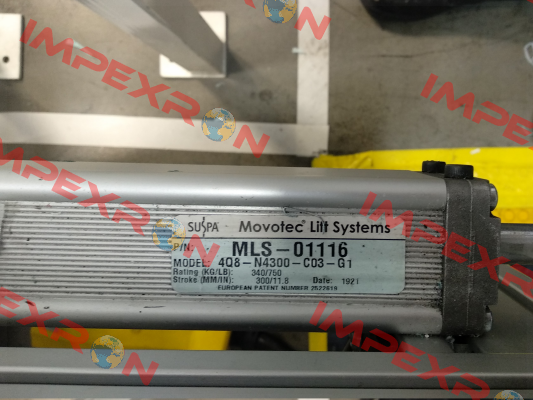 SUSPA Movotec Lift Systems
P/N: MLS-01116
MODEL: 4Q8-N4300-C03-G1
Rating (KG/LB): 340/750
Stroke (MM/IN): 300/11.8 Date: 1921
EUROPEAN PATENT NUMBER 2522619
IMPEXRON
IMPEXRON
IMPEXRON
IMPEXRON
IMPEXRON